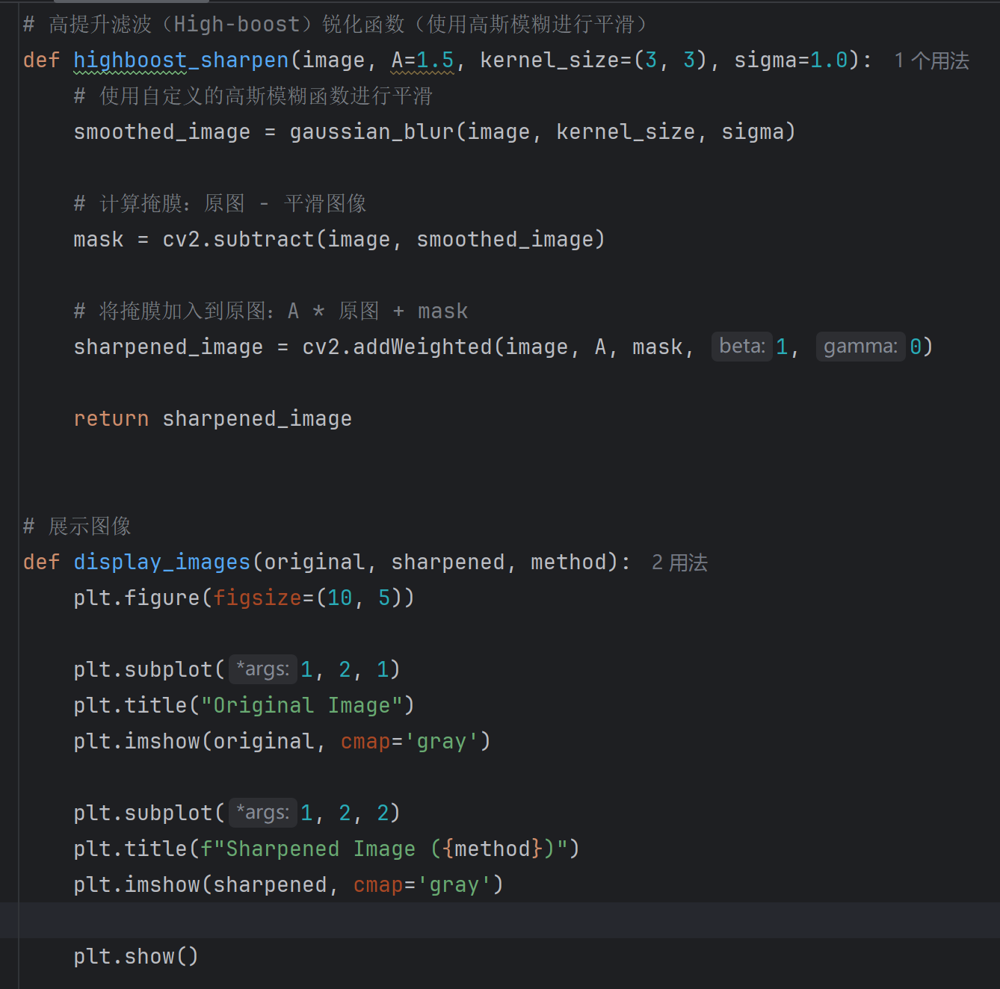 # 高提升滤波（High-boost）锐化函数（使用高斯模糊进行平滑）
def highboost_sharpen(image, A=1.5, kernel_size=(3, 3), sigma=1.0): 1 个用法
# 使用自定义的高斯模糊函数进行平滑
smoothed_image = gaussian_blur(image, kernel_size, sigma)
# 计算掩膜：原图 - 平滑图像
mask = cv2.subtract(image, smoothed_image)
# 将掩膜加入到原图：A * 原图 + mask
sharpened_image = cv2.addWeighted(image, A, mask, beta: 1, gamma: 0)
return sharpened_image
# 展示图像
def display_images(original, sharpened, method): 2 用法
plt.figure(figsize=(10, 5))
plt.subplot( *args: 1, 2, 1)
plt.title("Original Image")
plt.imshow(original, cmap='gray')
plt.subplot( *args: 1, 2, 2)
plt.title(f"Sharpened Image ({method})")
plt.imshow(sharpened, cmap='gray')
plt.show()